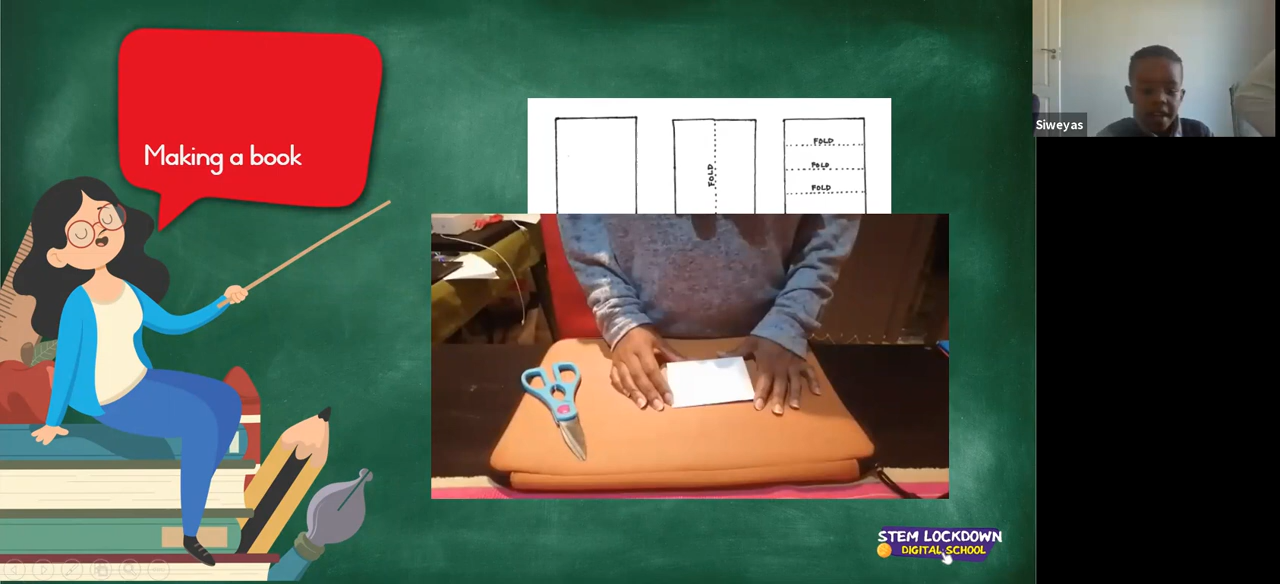 Making a book
FOLD
FOLD
FOLD
FOLD
Siweyas
STEM LOCKDOWN
DIGITAL SCHOOL